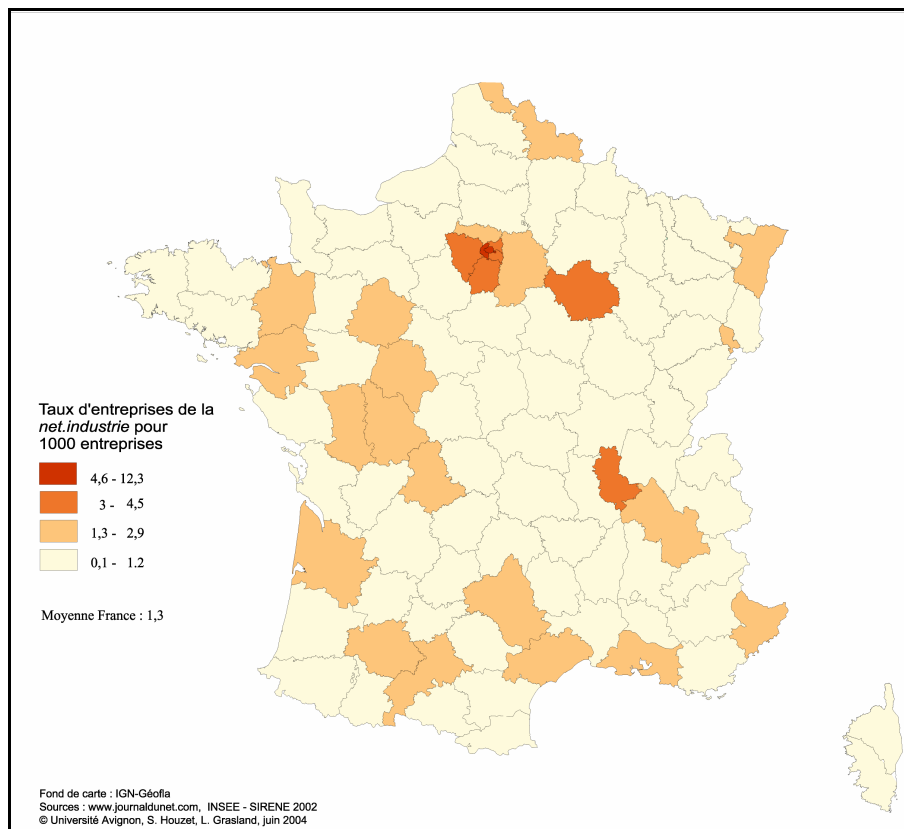 Taux d'entreprises de la
net.industrie pour
1000 entreprises
4,6 - 12,3
3 - 4,5
1,3 - 2,9
0,1 - 1.2
Moyenne France : 1,3
Fond de carte : IGN-Géofla
Sources : www.journaldunet.com, INSEE - SIRENE 2002
© Université Avignon, S. Houzet, L. Grasland, juin 2004